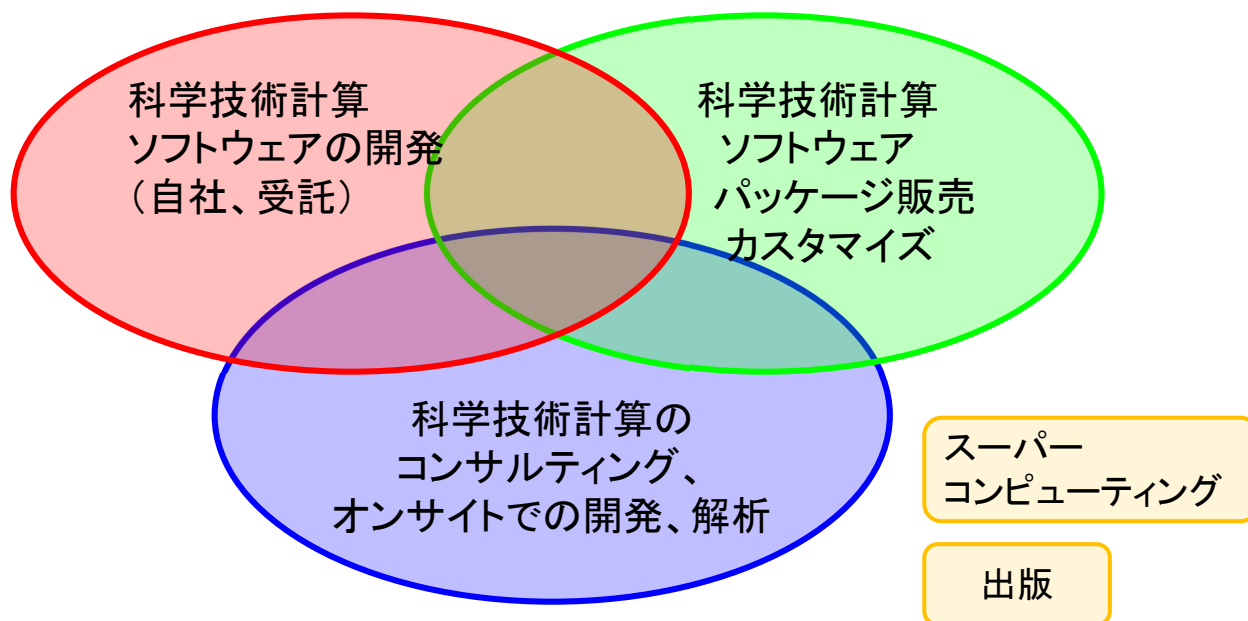 科学技術計算
ソフトウェアの開発
（自社、受託）
科学技術計算
ソフトウェア
パッケージ販売
カスタマイズ
科学技術計算の
コンサルティング、
オンサイトでの開発、解析
スーパー
コンピューティング
出版